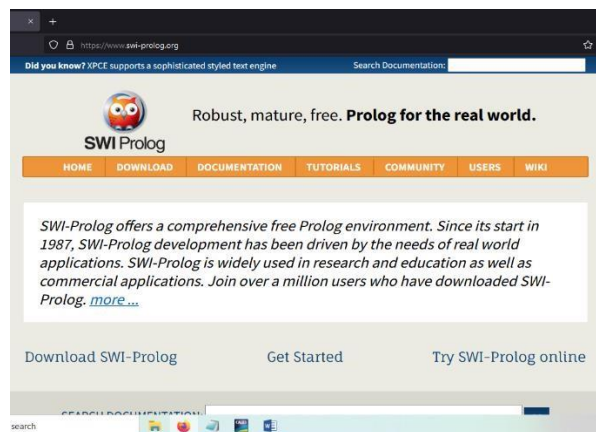 https://www.swi-prolog.org
Did you know? XPCE supports a sophisticated styled text engine
Search Documentation:
SWI Prolog
Robust, mature, free. Prolog for the real world.
HOME DOWNLOAD DOCUMENTATION TUTORIALS COMMUNITY USERS WIKI
SWI-Prolog offers a comprehensive free Prolog environment. Since its start in
1987, SWI-Prolog development has been driven by the needs of real world
applications. SWI-Prolog is widely used in research and education as well as
commercial applications. Join over a million users who have downloaded SWI-
Prolog. more ...
Download SWI-Prolog
Get Started
Try SWI-Prolog online
SEARCH DOCUMENTATION:
search